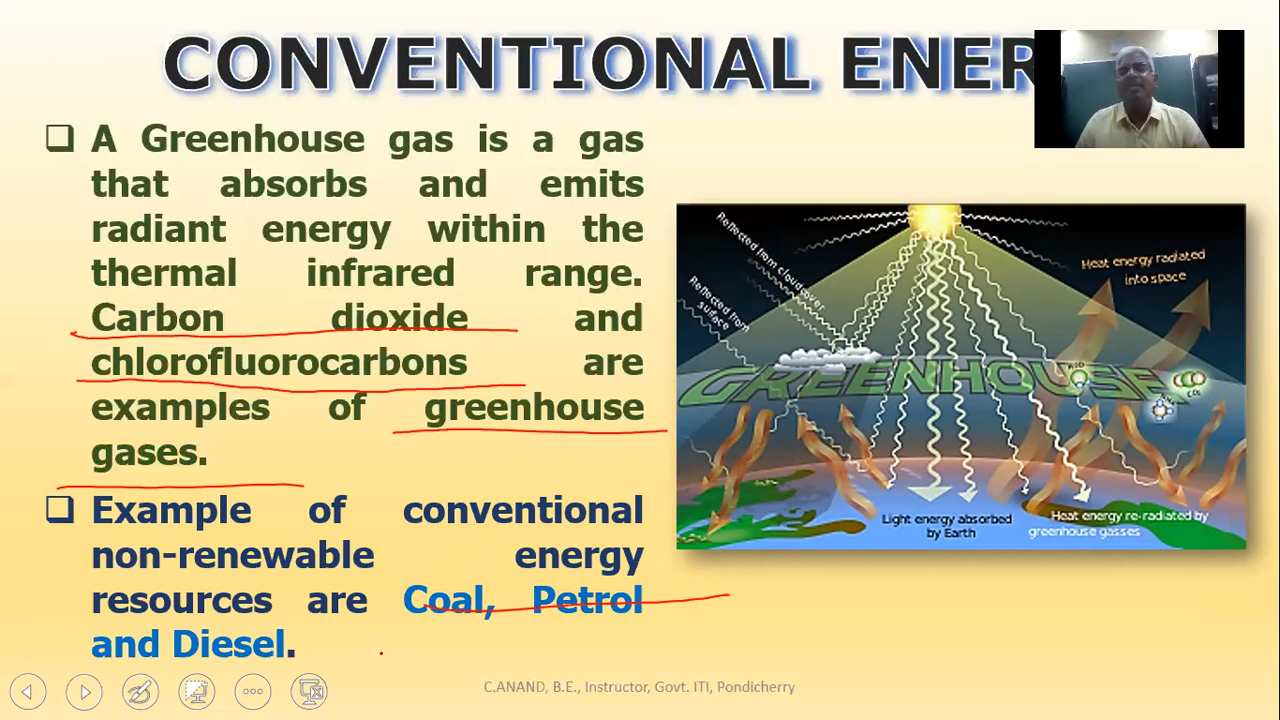 CONVENTIONAL ENER
❑ A Greenhouse gas is a gas
that absorbs and emits
radiant energy within the
thermal infrared range.
Carbon dioxide and
chlorofluorocarbons are
examples of greenhouse
gases.
❑ Example of conventional
non-renewable energy
resources are Coal, Petrol
and Diesel.
Reflected from cloud cover
Reflected from
surface
Heat energy radiated
into space
GREENHOUSE
H2O
CO2
Light energy absorbed
by Earth
Heat energy re-radiated by
greenhouse gasses
C.ANAND, B.E., Instructor, Govt. ITI, Pondicherry